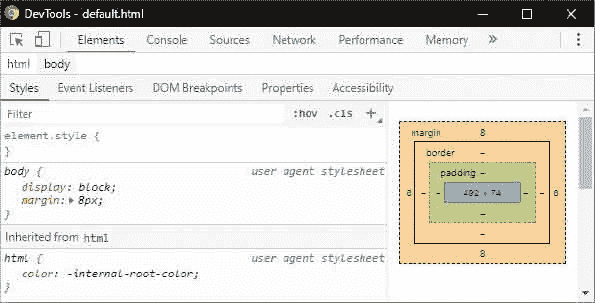 DevTools - default.html
Elements Console Sources Network Performance Memory »
html body
Styles Event Listeners DOM Breakpoints Properties Accessibility
Filter :hov .cls +
element.style {
}
body { user agent stylesheet
display: block;
margin: ▸ 8px;
}
Inherited from html
html { user agent stylesheet
color: -internal-root-color;
}
margin 8
border –
padding –
8 – – 492 × 74 – – 8
–
–
8